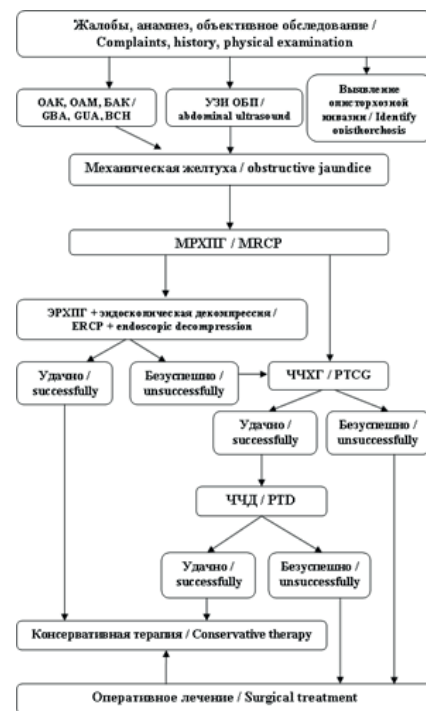 Жалобы, анамнез, объективное обследование /
Complaints, history, physical examination
ОАК, ОАМ, БАК /
GBA, GUA, BCH
УЗИ ОБП /
abdominal ultrasound
Выявление
описторхозной
инвазии / Identify
opisthorchosis
Механическая желтуха / obstructive jaundice
МРХПГ / MRCP
ЭРХПГ + эндоскопическая декомпрессия /
ERCP + endoscopic decompression
Удачно /
successfully
Безуспешно /
unsuccessfully
ЧЧХГ / PTCG
Удачно /
successfully
Безуспешно /
unsuccessfully
ЧЧД / PTD
Удачно /
successfully
Безуспешно /
unsuccessfully
Консервативная терапия / Conservative therapy
Оперативное лечение / Surgical treatment